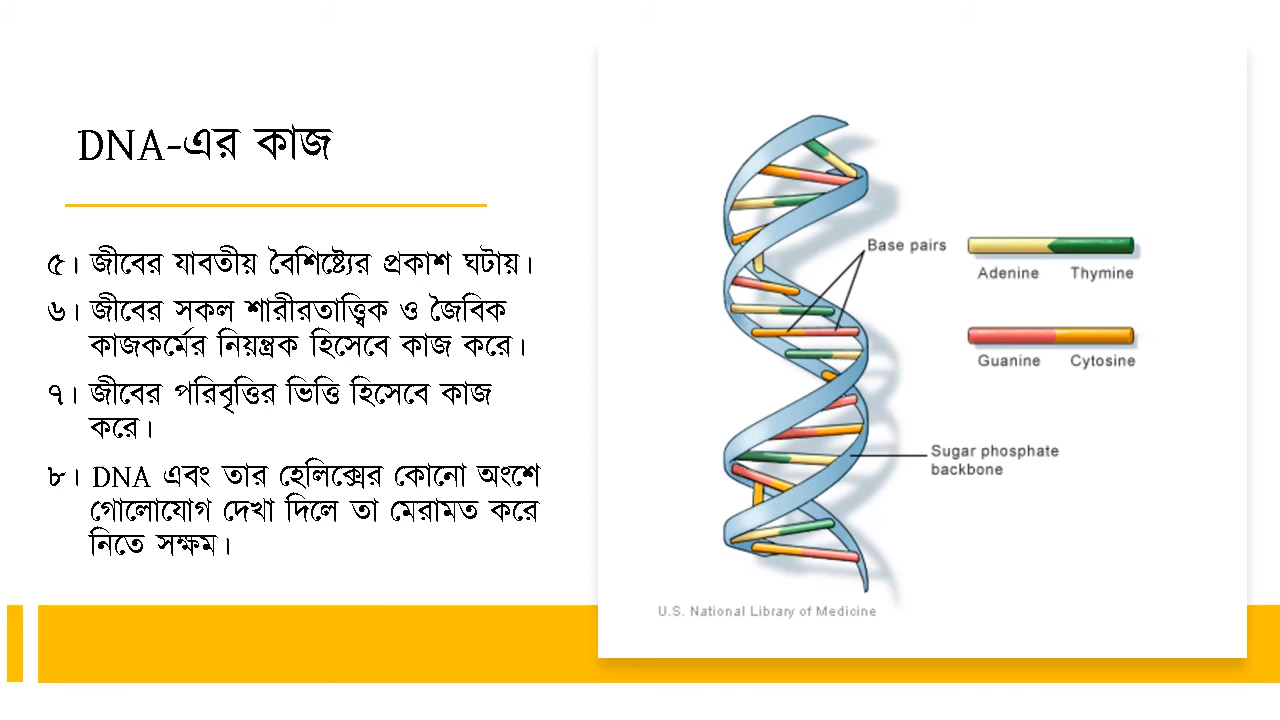 DNA-এর কাজ
৫। জীবের যাবতীয় বৈশিষ্ট্যের প্রকাশ ঘটায়।
৬। জীবের সকল শারীরতাত্ত্বিক ও জৈবিক
কাজকর্মের নিয়ন্ত্রক হিসেবে কাজ করে।
৭। জীবের পরিবৃত্তির ভিত্তি হিসেবে কাজ
করে।
৮। DNA এবং তার হেলিক্সের কোনো অংশে
গোলোযোগ দেখা দিলে তা মেরামত করে
নিতে সক্ষম।
Base pairs
Adenine Thymine
Guanine Cytosine
Sugar phosphate
backbone
U.S. National Library of Medicine